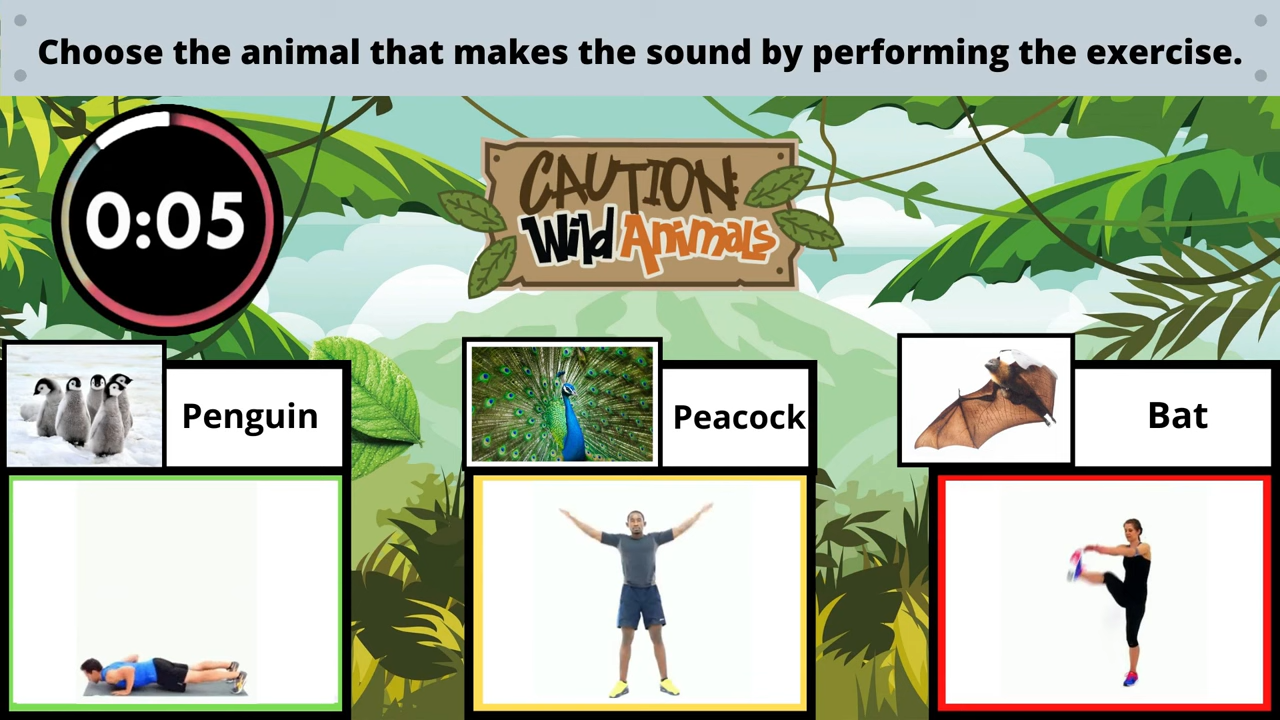 Choose the animal that makes the sound by performing the exercise.
0:05
CAUTION:
Wild Animals
Penguin
Peacock
Bat